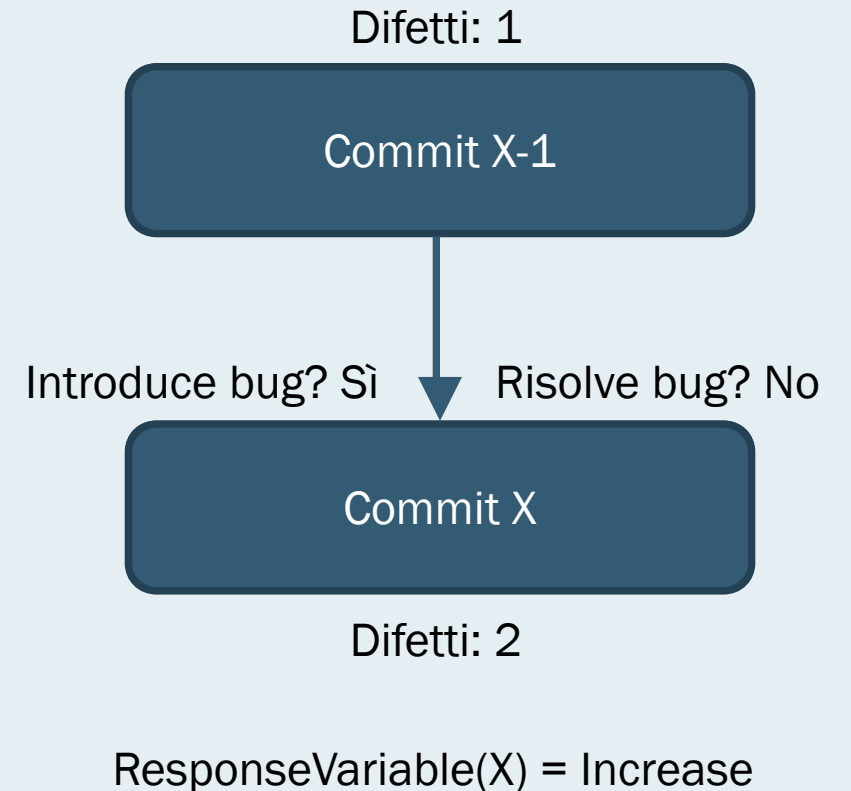 Difetti: 1
Commit X-1
Introduce bug? Sì
Risolve bug? No
Commit X
Difetti: 2
ResponseVariable(X) = Increase